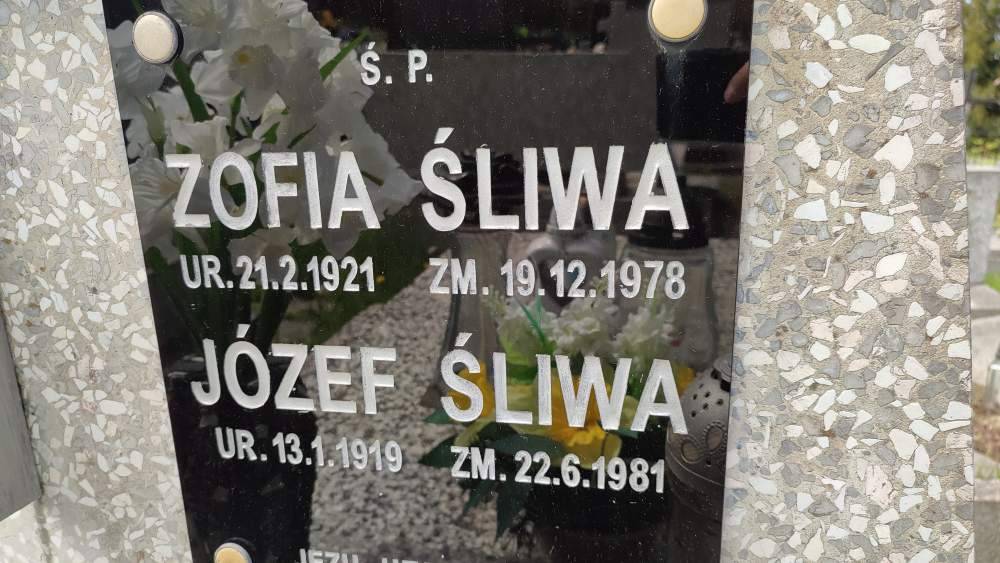 Ś. P.
ZOFIA ŚLIWA
UR. 21.2.1921 ZM. 19.12.1978
JÓZEF ŚLIWA
UR. 13.1.1919 ZM. 22.6.1981